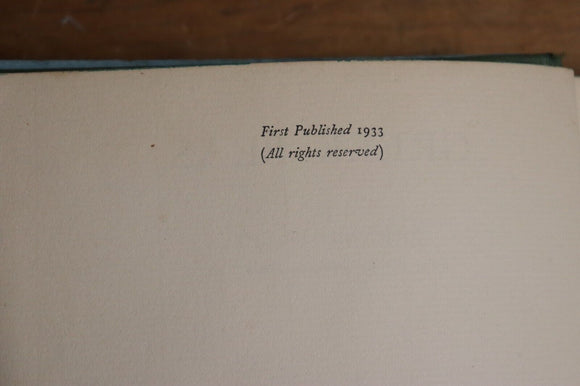 First Published 1933
(All rights reserved)